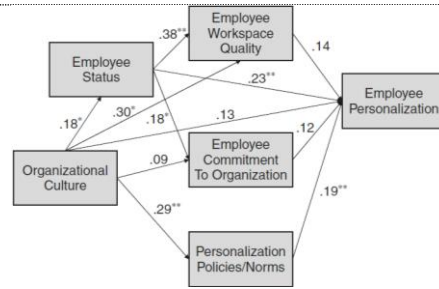 Employee
Workspace
Quality
.38**
.14
Employee
Status
.23**
Employee
Personalization
.18*
.30*
.18*
.13
.12
Organizational
Culture
.09
Employee
Commitment
To Organization
.29**
.19**
Personalization
Policies/Norms